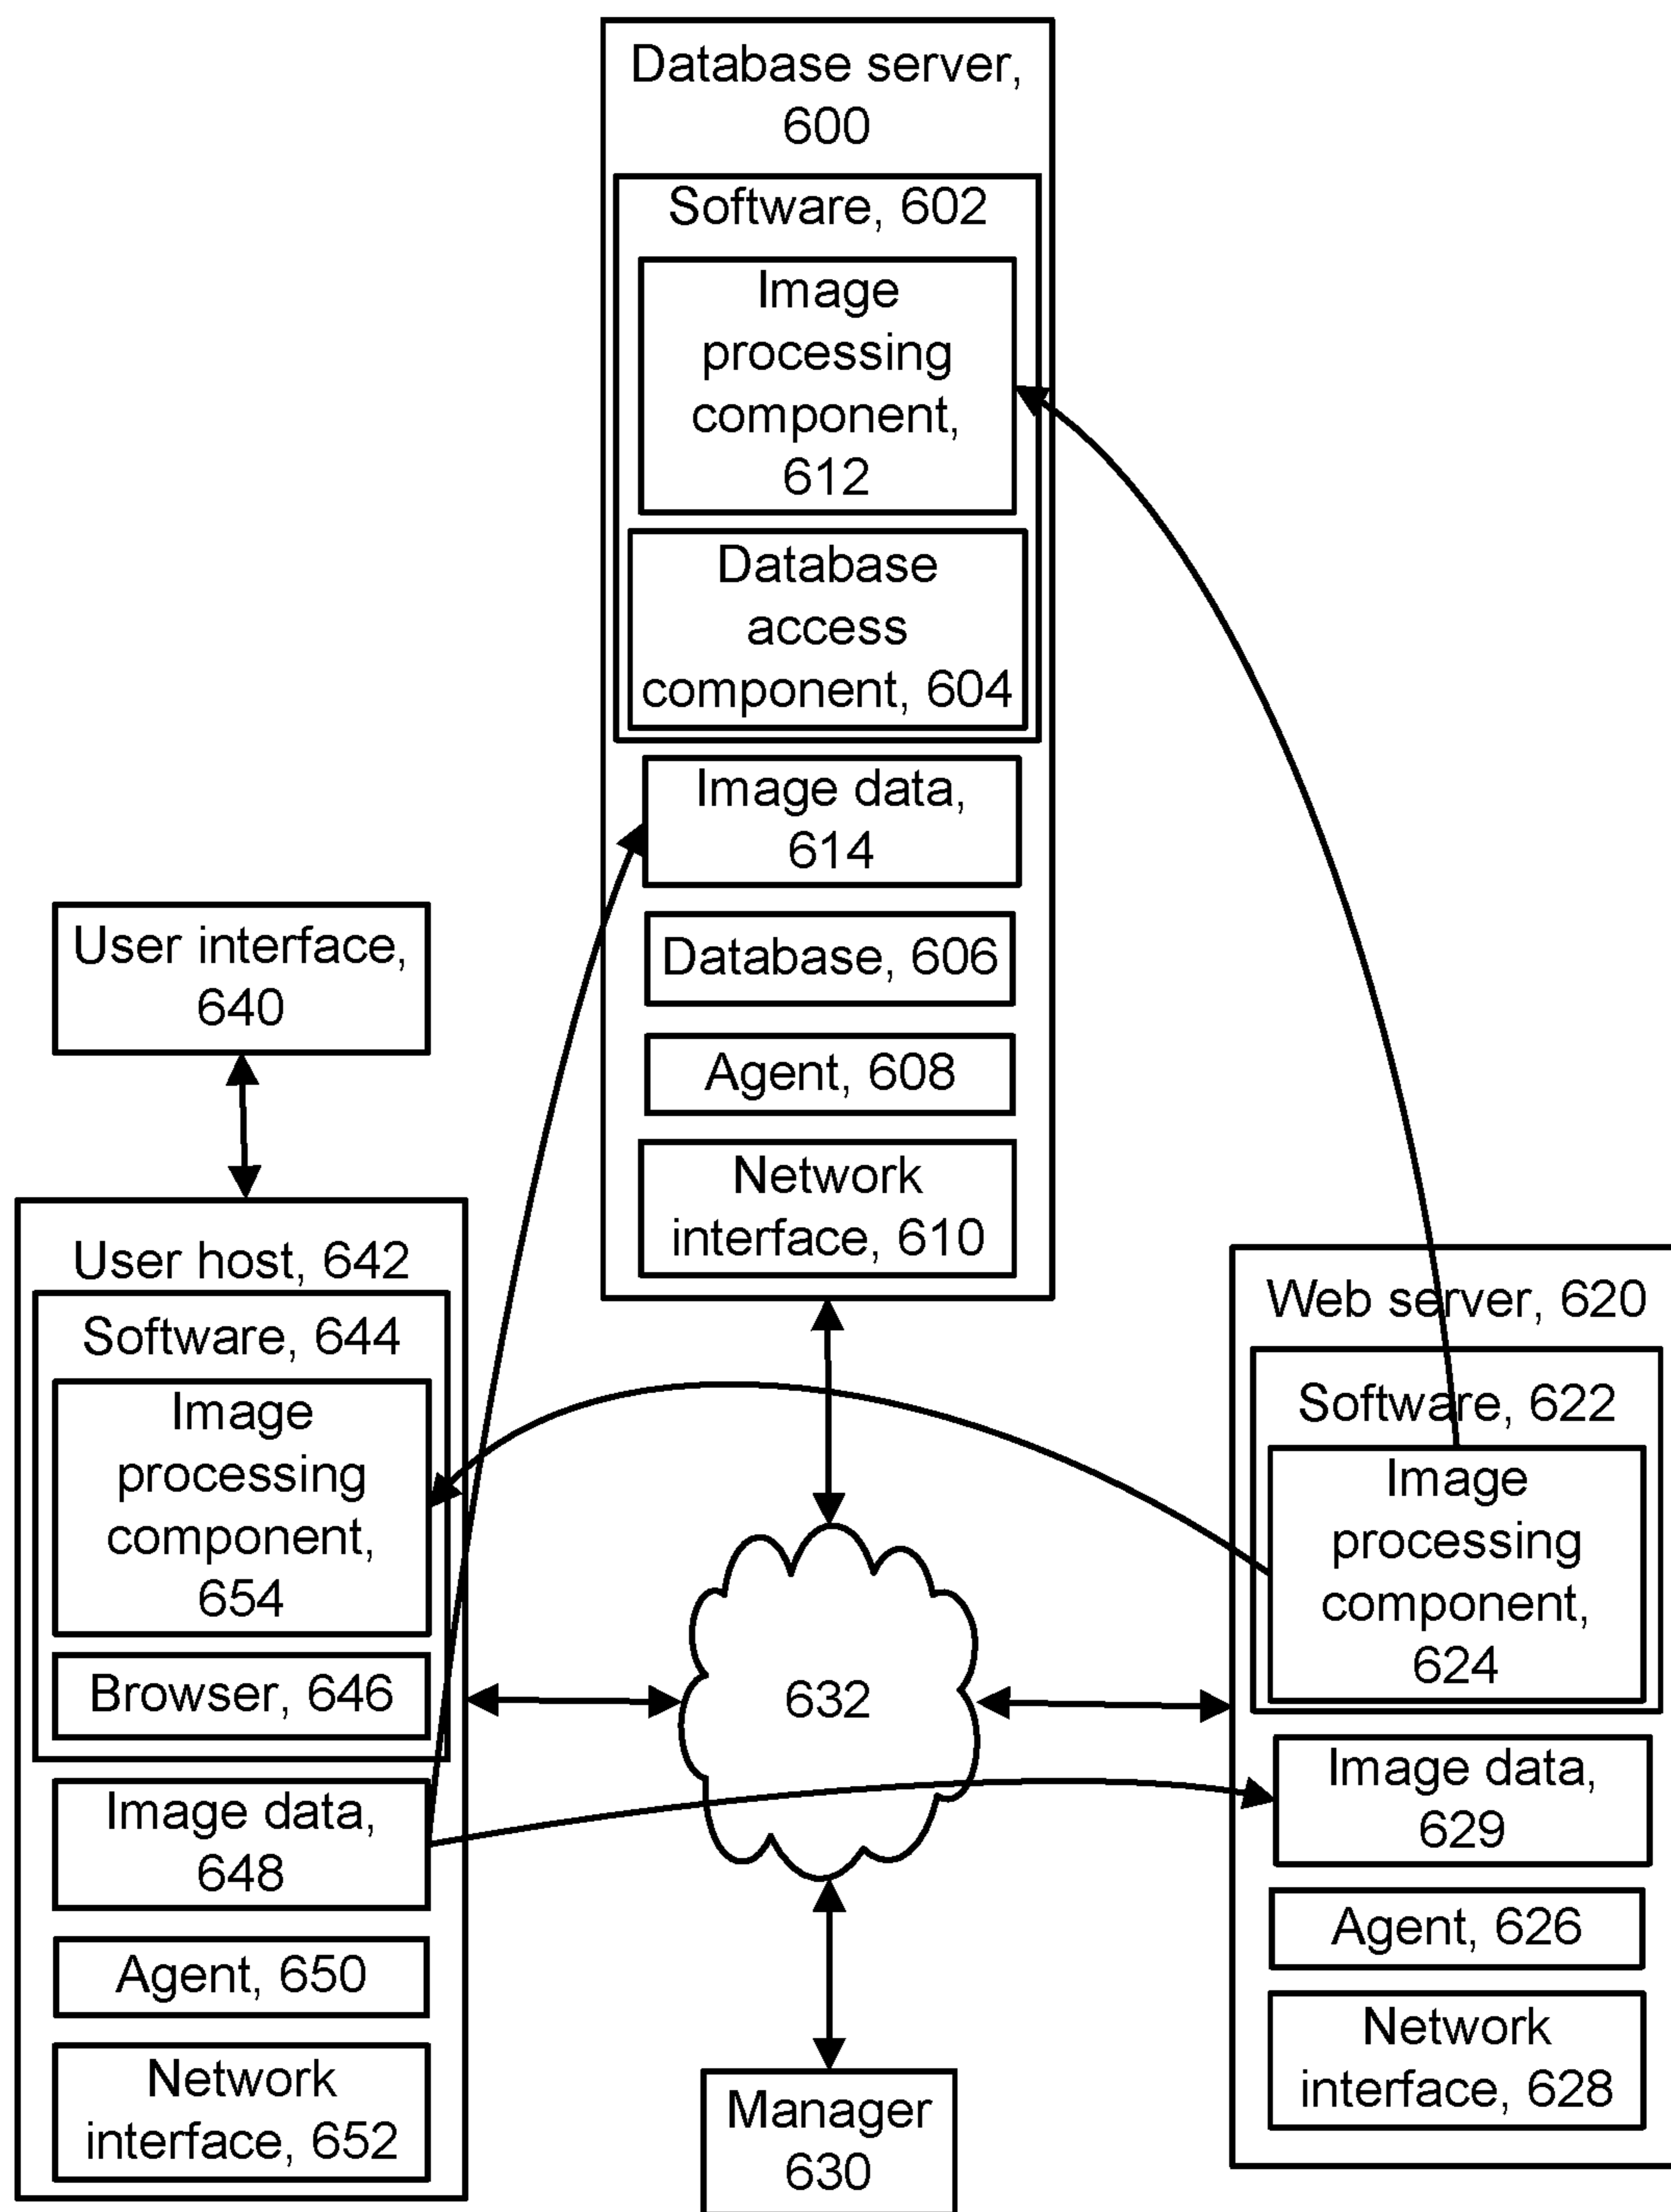 Database server,
600
Software, 602
Image
processing
component,
612
Database
access
component, 604
Image data,
614
Database, 606
Agent, 608
Network
interface, 610
User interface,
640
User host, 642
Software, 644
Image
processing
component,
654
Browser, 646
Image data,
648
Agent, 650
Network
interface, 652
632
Manager
630
Web server, 620
Software, 622
Image
processing
component,
624
Image data,
629
Agent, 626
Network
interface, 628